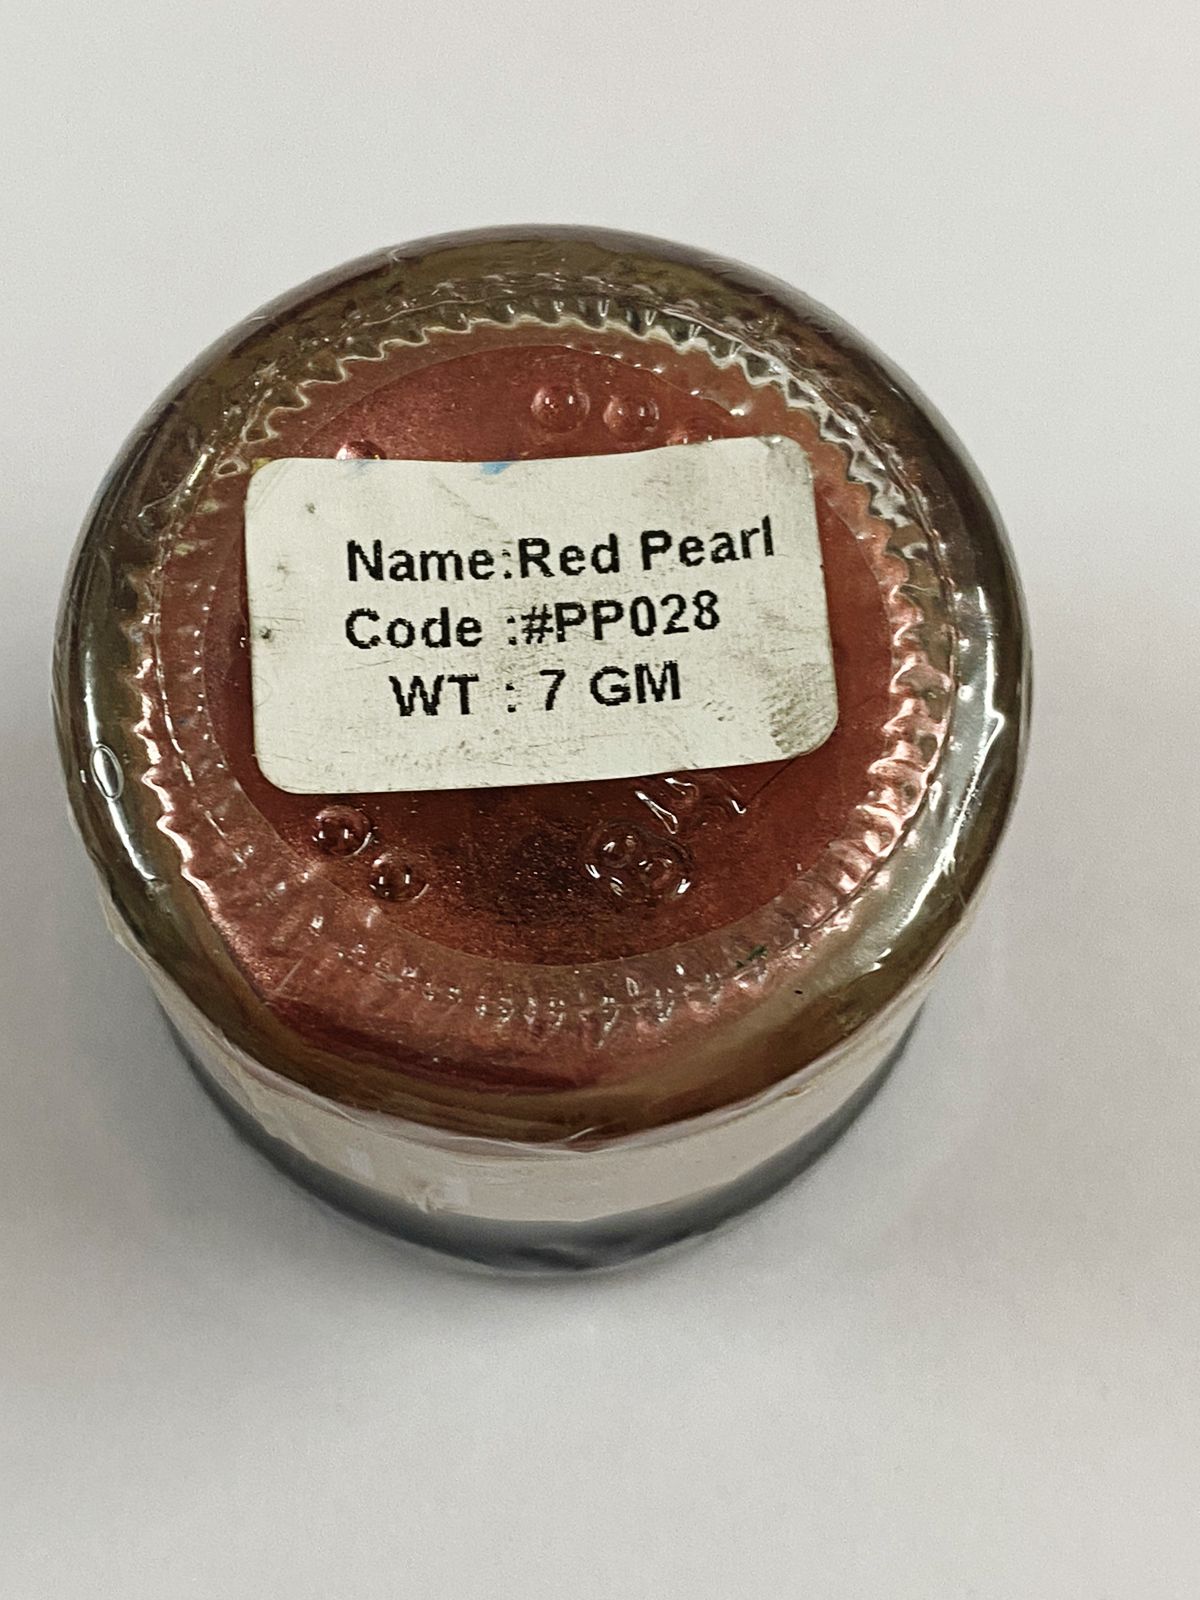 Name:Red Pearl
Code :#PP028
WT : 7 GM